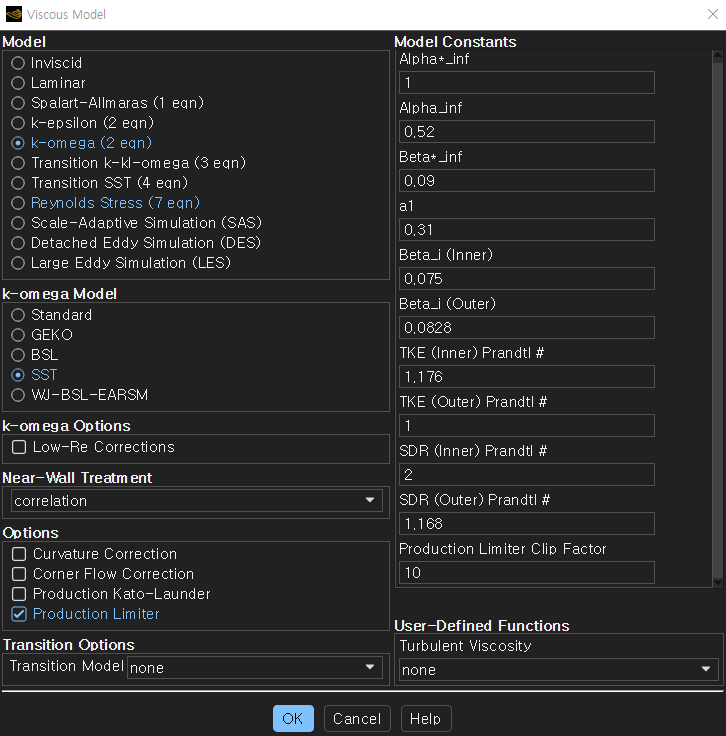 Viscous Model
Model
Inviscid
Laminar
Spalart-Allmaras (1 eqn)
k-epsilon (2 eqn)
k-omega (2 eqn)
Transition k-kl-omega (3 eqn)
Transition SST (4 eqn)
Reynolds Stress (7 eqn)
Scale-Adaptive Simulation (SAS)
Detached Eddy Simulation (DES)
Large Eddy Simulation (LES)
k-omega Model
Standard
GEKO
BSL
SST
WJ-BSL-EARSM
k-omega Options
Low-Re Corrections
Near-Wall Treatment
correlation
Options
Curvature Correction
Corner Flow Correction
Production Kato-Launder
Production Limiter
Transition Options
Transition Model none
Model Constants
Alpha*_inf
1
Alpha_inf
0.52
Beta*_inf
0.09
a1
0.31
Beta_i (Inner)
0.075
Beta_i (Outer)
0.0828
TKE (Inner) Prandtl #
1.176
TKE (Outer) Prandtl #
1
SDR (Inner) Prandtl #
2
SDR (Outer) Prandtl #
1.168
Production Limiter Clip Factor
10
User-Defined Functions
Turbulent Viscosity
none
OK Cancel Help